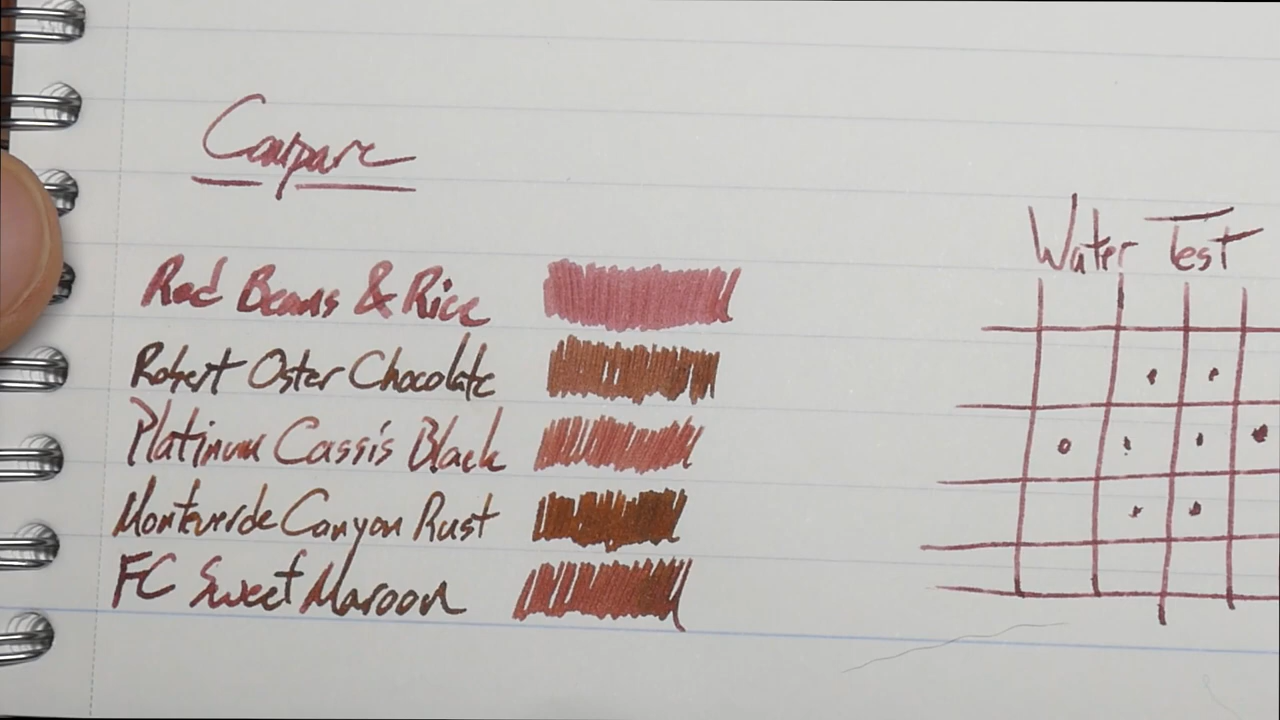 Compare
Red Beans & Rice
Robert Oster Chocolate
Platinum Cassis Black
Monteverde Canyon Rust
FC Sweet Maroon
Water Test